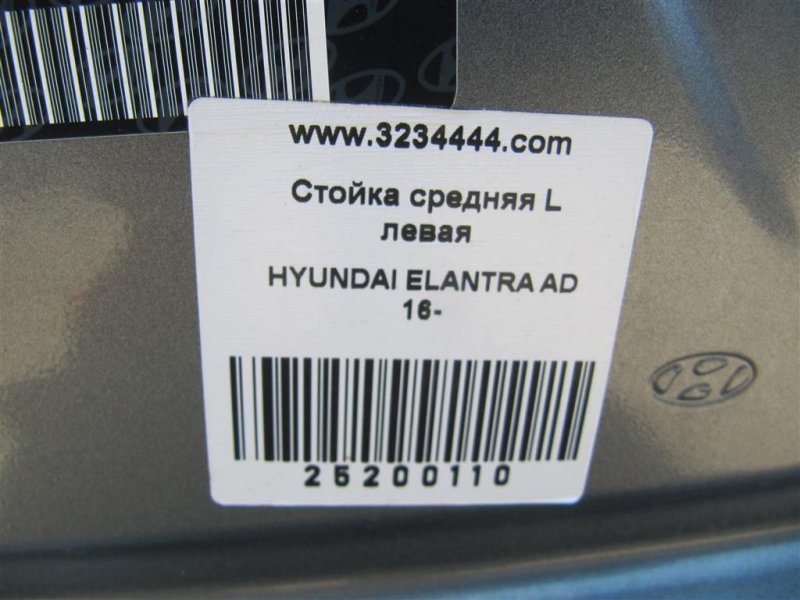 www.3234444.com
Стойка средняя L
левая
HYUNDAI ELANTRA AD
16-
25200110